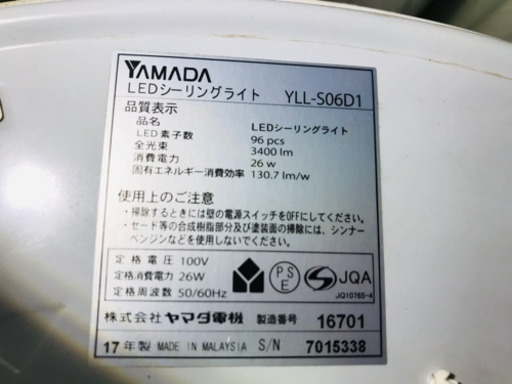 YAMADA
LEDシーリングライト YLL-S06D1
品質表示
品名 LEDシーリングライト
LED素子数 96 pcs
全光束 3400 lm
消費電力 26 w
固有エネルギー消費効率 130.7 lm/w
使用上のご注意
・掃除するときには壁の電源スイッチをOFFにしてください。
・セード等の合成樹脂部分及び塗装面の掃除には、シンナー
ベンジンなどを使用しないでください。
定格電圧 100V
定格消費電力 26W
定格周波数 50/60Hz
PSE
JQA
JQ10765-4
株式会社 ヤマダ電機 製造番号 16701
17年製 MADE IN MALAYSIA S/N 7015338